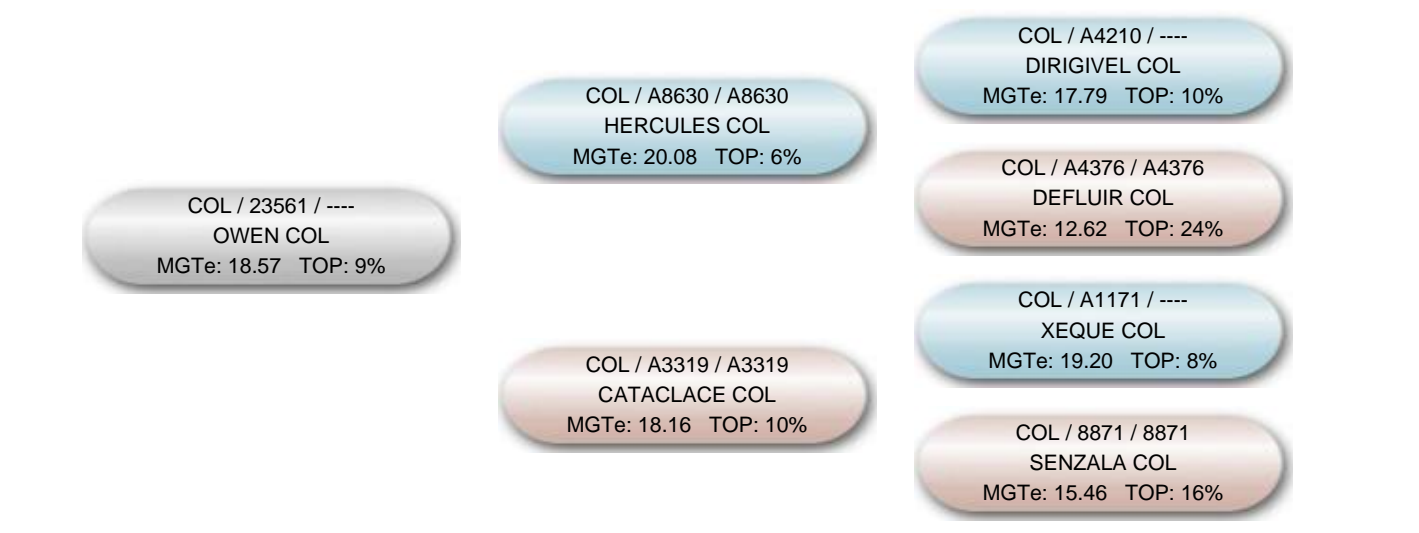 COL / 23561 / ----
OWEN COL
MGTe: 18.57 TOP: 9%
COL / A8630 / A8630
HERCULES COL
MGTe: 20.08 TOP: 6%
COL / A3319 / A3319
CATACLACE COL
MGTe: 18.16 TOP: 10%
COL / A4210 / ----
DIRIGIVEL COL
MGTe: 17.79 TOP: 10%
COL / A4376 / A4376
DEFLUIR COL
MGTe: 12.62 TOP: 24%
COL / A1171 / ----
XEQUE COL
MGTe: 19.20 TOP: 8%
COL / 8871 / 8871
SENZALA COL
MGTe: 15.46 TOP: 16%